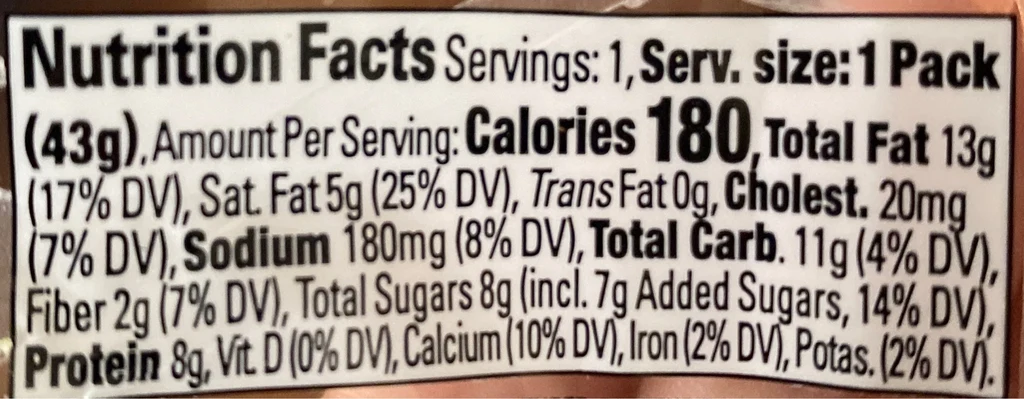 Nutrition Facts Servings: 1, Serv. size: 1 Pack
(43g), Amount Per Serving: Calories 180, Total Fat 13g
(17% DV), Sat. Fat 5g (25% DV), Trans Fat 0g, Cholest. 20mg
(7% DV), Sodium 180mg (8% DV), Total Carb. 11g (4% DV),
Fiber 2g (7% DV), Total Sugars 8g (incl. 7g Added Sugars, 14% DV),
Protein 8g, Vit. D (0% DV), Calcium (10% DV), Iron (2% DV), Potas. (2% DV).